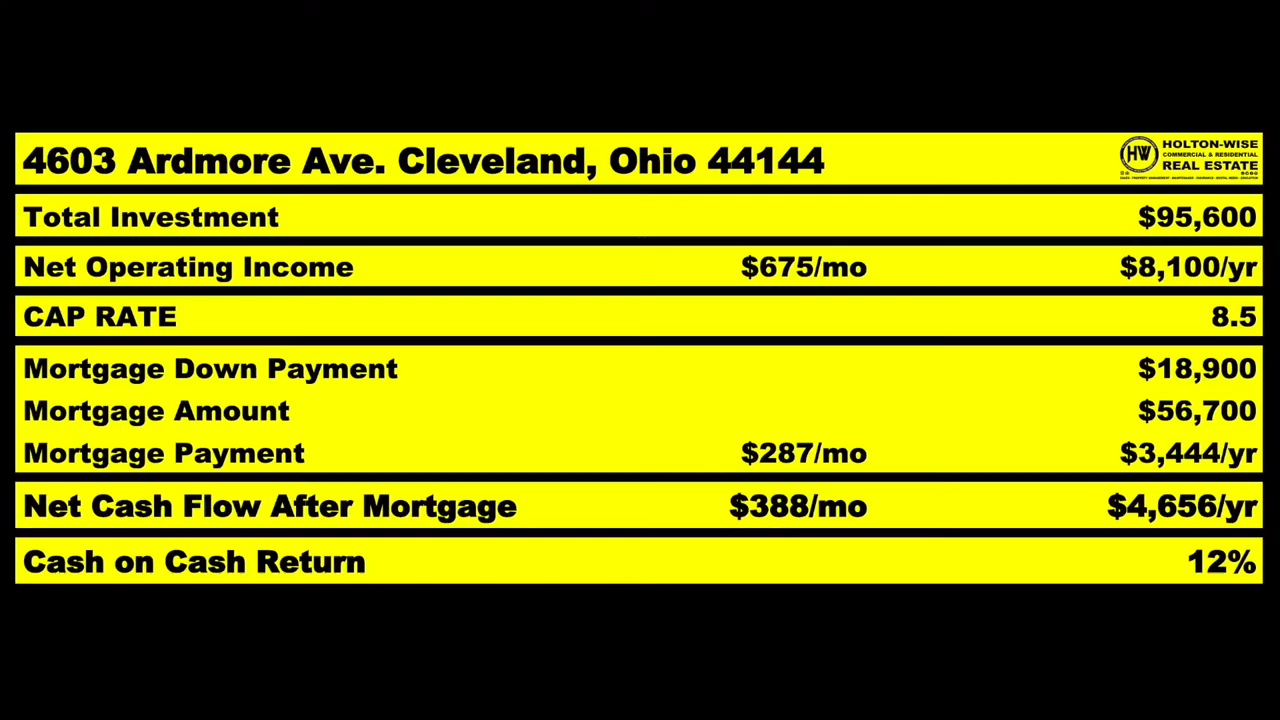 4603 Ardmore Ave. Cleveland, Ohio 44144
HW
HOLTON-WISE
COMMERCIAL & RESIDENTIAL
REAL ESTATE
Total Investment $95,600
Net Operating Income $675/mo $8,100/yr
CAP RATE 8.5
Mortgage Down Payment $18,900
Mortgage Amount $56,700
Mortgage Payment $287/mo $3,444/yr
Net Cash Flow After Mortgage $388/mo $4,656/yr
Cash on Cash Return 12%